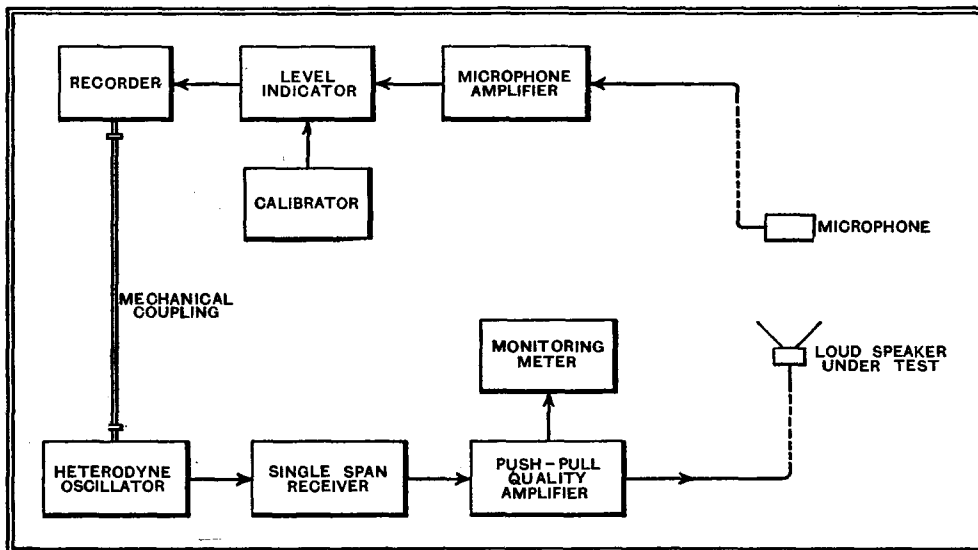 RECORDER
LEVEL
INDICATOR
MICROPHONE
AMPLIFIER
CALIBRATOR
MICROPHONE
MECHANICAL
COUPLING
MONITORING
METER
LOUD SPEAKER
UNDER TEST
HETERODYNE
OSCILLATOR
SINGLE SPAN
RECEIVER
PUSH-PULL
QUALITY
AMPLIFIER